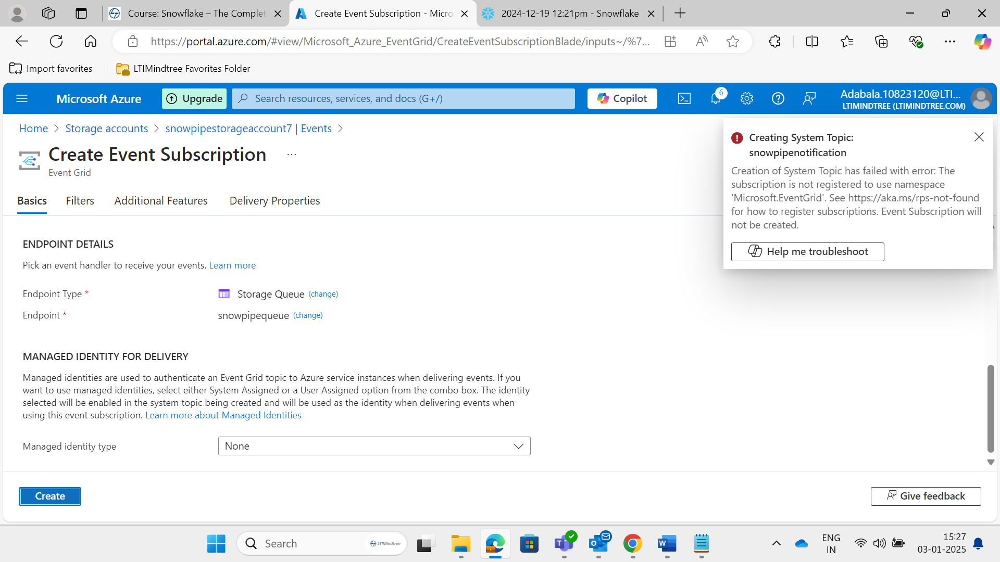 Course: Snowflake – The Complet
Create Event Subscription - Micro
2024-12-19 12:21pm - Snowflake
https://portal.azure.com/#view/Microsoft_Azure_EventGrid/CreateEventSubscriptionBlade/inputs~/%7...
Import favorites
LTIMindtree Favorites Folder
Microsoft Azure
Upgrade
Search resources, services, and docs (G+/)
Copilot
6
Adabala.10823120@LTI...
LTIMINDTREE (LTIMINDTREE.COM)
Home > Storage accounts > snowpipestorageaccount7 | Events >
Create Event Subscription ...
Event Grid
Basics Filters Additional Features Delivery Properties
Creating System Topic:
snowpipenotification
Creation of System Topic has failed with error: The
subscription is not registered to use namespace
'Microsoft.EventGrid'. See https://aka.ms/rps-not-found
for how to register subscriptions. Event Subscription will
not be created.
Help me troubleshoot
ENDPOINT DETAILS
Pick an event handler to receive your events. Learn more
Endpoint Type * Storage Queue (change)
Endpoint * snowpipequeue (change)
MANAGED IDENTITY FOR DELIVERY
Managed identities are used to authenticate an Event Grid topic to Azure service instances when delivering events. If you
want to use managed identities, select either System Assigned or a User Assigned option from the combo box. The identity
selected will be enabled in the system topic being created and will be used as the identity when delivering events when
using this event subscription. Learn more about Managed Identities
Managed identity type None
Create
Give feedback
Search
LTIMindtree
ENG
IN
15:27
03-01-2025